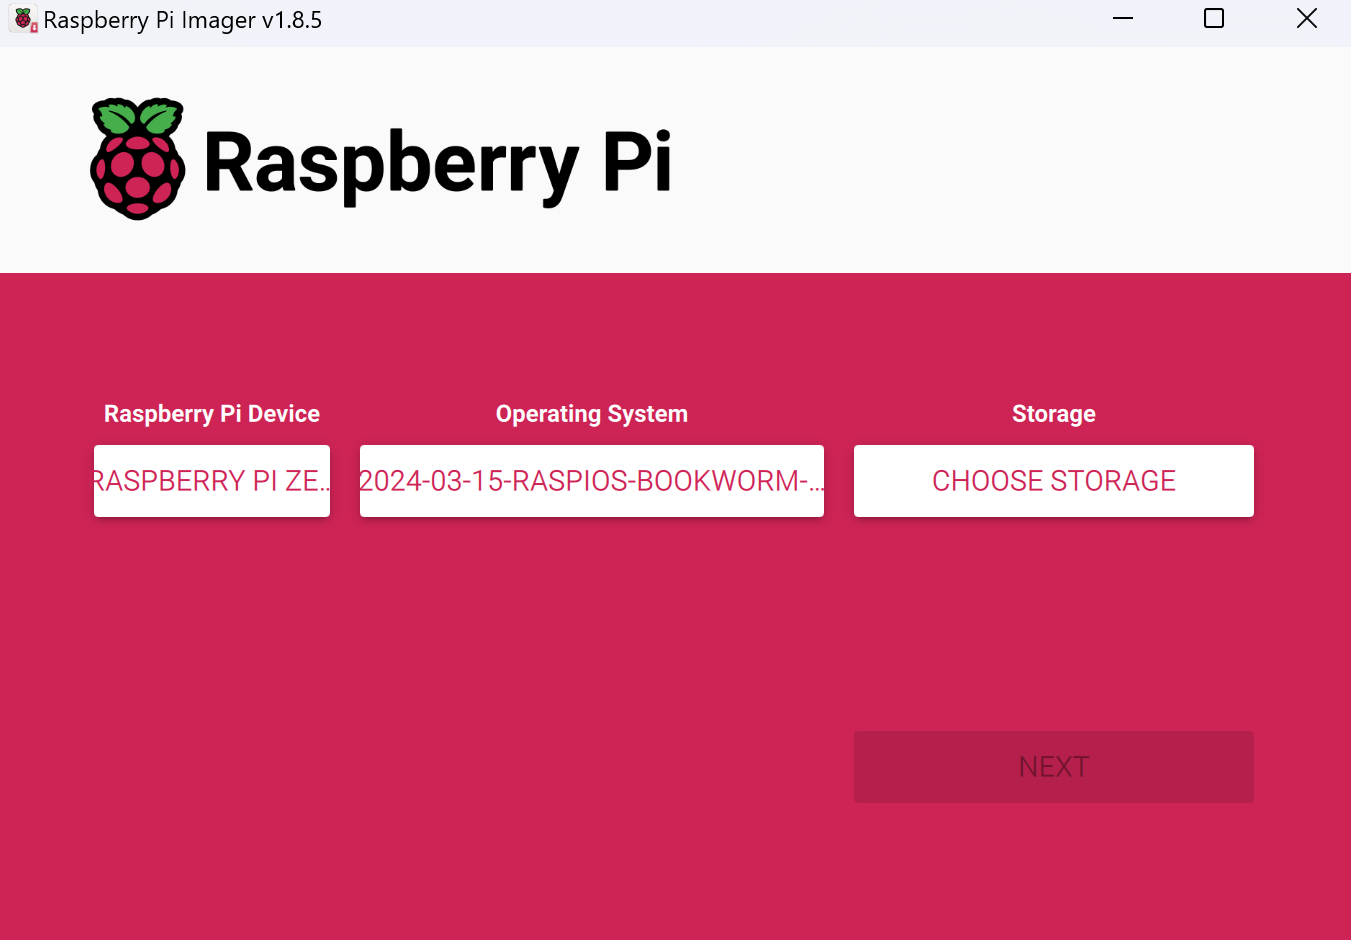 Raspberry Pi Imager v1.8.5
Raspberry Pi
Raspberry Pi Device
Operating System
Storage
RASPBERRY PI ZE...
2024-03-15-RASPIOS-BOOKWORM-...
CHOOSE STORAGE
NEXT